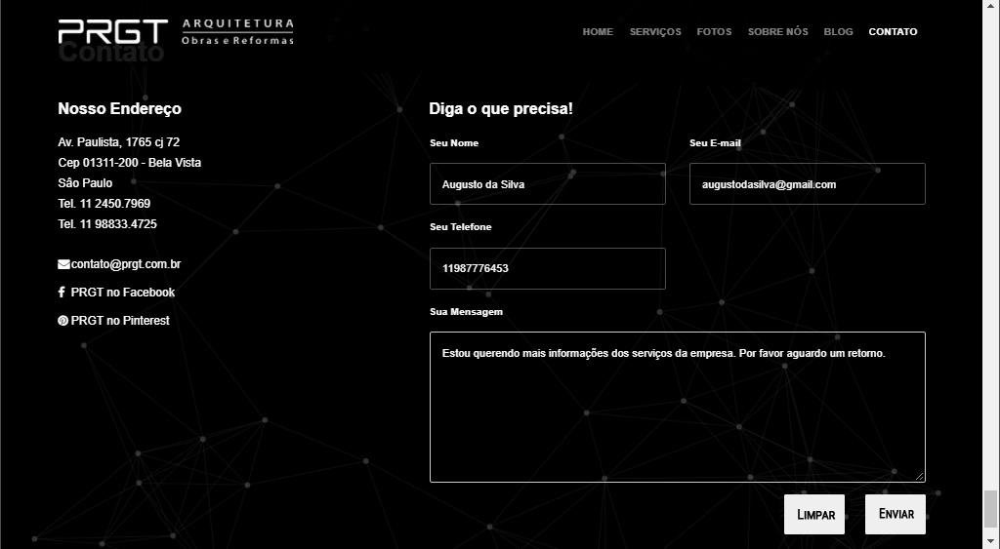 PRGT ARQUITETURA
Obras e Reformas
HOME SERVIÇOS FOTOS SOBRE NÓS BLOG CONTATO
Contato
Nosso Endereço
Av. Paulista, 1765 cj 72
Cep 01311-200 - Bela Vista
Sâo Paulo
Tel. 11 2450.7969
Tel. 11 98833.4725
contato@prgt.com.br
PRGT no Facebook
PRGT no Pinterest
Diga o que precisa!
Seu Nome
Augusto da Silva
Seu E-mail
augustodasilva@gmail.com
Seu Telefone
11987776453
Sua Mensagem
Estou querendo mais informações dos serviços da empresa. Por favor aguardo um retorno.
LIMPAR
ENVIAR